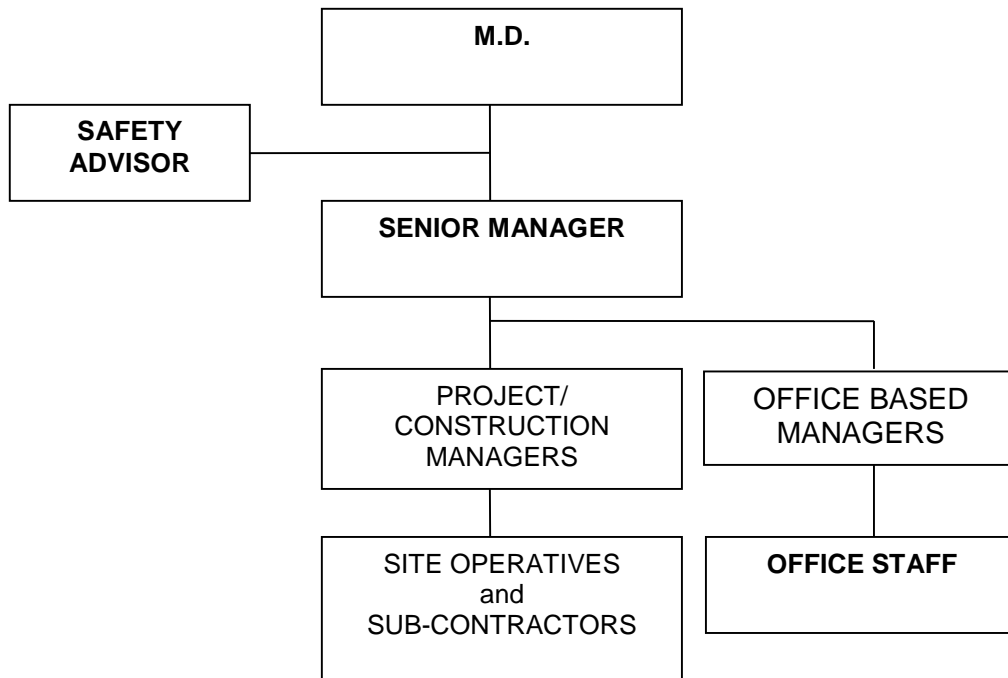 M.D.
SAFETY
ADVISOR
SENIOR MANAGER
PROJECT/
CONSTRUCTION
MANAGERS
OFFICE BASED
MANAGERS
SITE OPERATIVES
and
SUB-CONTRACTORS
OFFICE STAFF